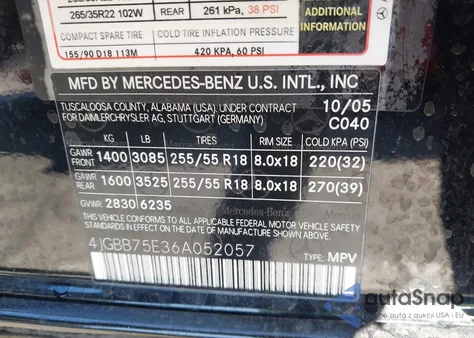 265/35R22 102W REAR 261 kPa, 38 PSI
ADDITIONAL
INFORMATION
COMPACT SPARE TIRE COLD TIRE INFLATION PRESSURE
155/90 D18 113M 420 KPA, 60 PSI
MFD BY MERCEDES-BENZ U.S. INTL., INC
TUSCALOOSA COUNTY, ALABAMA (USA), UNDER CONTRACT 10/05
FOR DAIMLERCHRYSLER AG, STUTTGART (GERMANY) C040
KG LB TIRES RIM SIZE COLD KPA (PSI)
GAWR FRONT 1400 3085 255/55 R18 8.0x18 220(32)
GAWR REAR 1600 3525 255/55 R18 8.0x18 270(39)
GVWR 2830 6235
THIS VEHICLE CONFORMS TO ALL APPLICABLE FEDERAL MOTOR VEHICLE SAFETY STANDARDS
IN EFFECT ON THE DATE OF MANUFACTURE SHOWN ABOVE
4JGBB75E36A052057
TYPE: MPV
autoSnap
auta z aukcji USA i EU